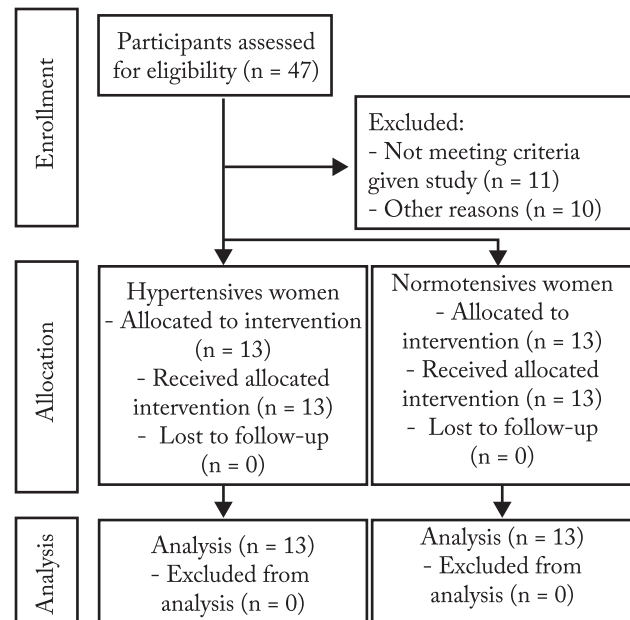 Enrollment
Participants assessed
for eligibility (n = 47)
Excluded:
- Not meeting criteria
given study (n = 11)
- Other reasons (n = 10)
Allocation
Hypertensives women
- Allocated to intervention
(n = 13)
- Received allocated
intervention (n = 13)
- Lost to follow-up
(n = 0)
Normotensives women
- Allocated to
intervention (n = 13)
- Received allocated
intervention (n = 13)
- Lost to follow-up
(n = 0)
Analysis
Analysis (n = 13)
- Excluded from
analysis (n = 0)
Analysis (n = 13)
- Excluded from
analysis (n = 0)